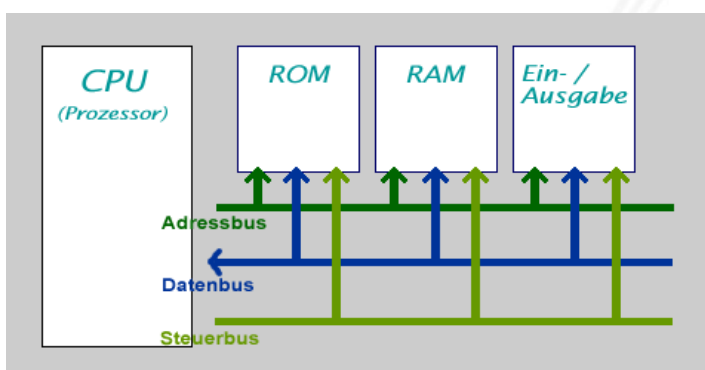 CPU
(Prozessor)
ROM
RAM
Ein- /
Ausgabe
Adressbus
Datenbus
Steuerbus